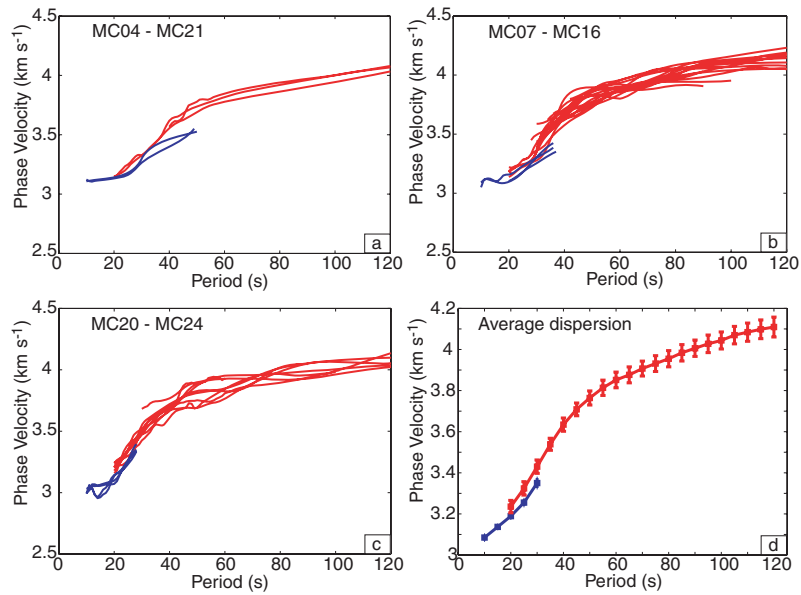 4.5
MC04 - MC21
4
3.5
3
2.5
Phase Velocity (km s-1)
0 20 40 60 80 100 120
Period (s)
a
4.5
MC07 - MC16
4
3.5
3
2.5
Phase Velocity (km s-1)
0 20 40 60 80 100 120
Period (s)
b
4.5
MC20 - MC24
4
3.5
3
2.5
Phase Velocity (km s-1)
0 20 40 60 80 100 120
Period (s)
c
4.2
Average dispersion
4
3.8
3.6
3.4
3.2
3
Phase Velocity (km s-1)
0 20 40 60 80 100 120
Period (s)
d